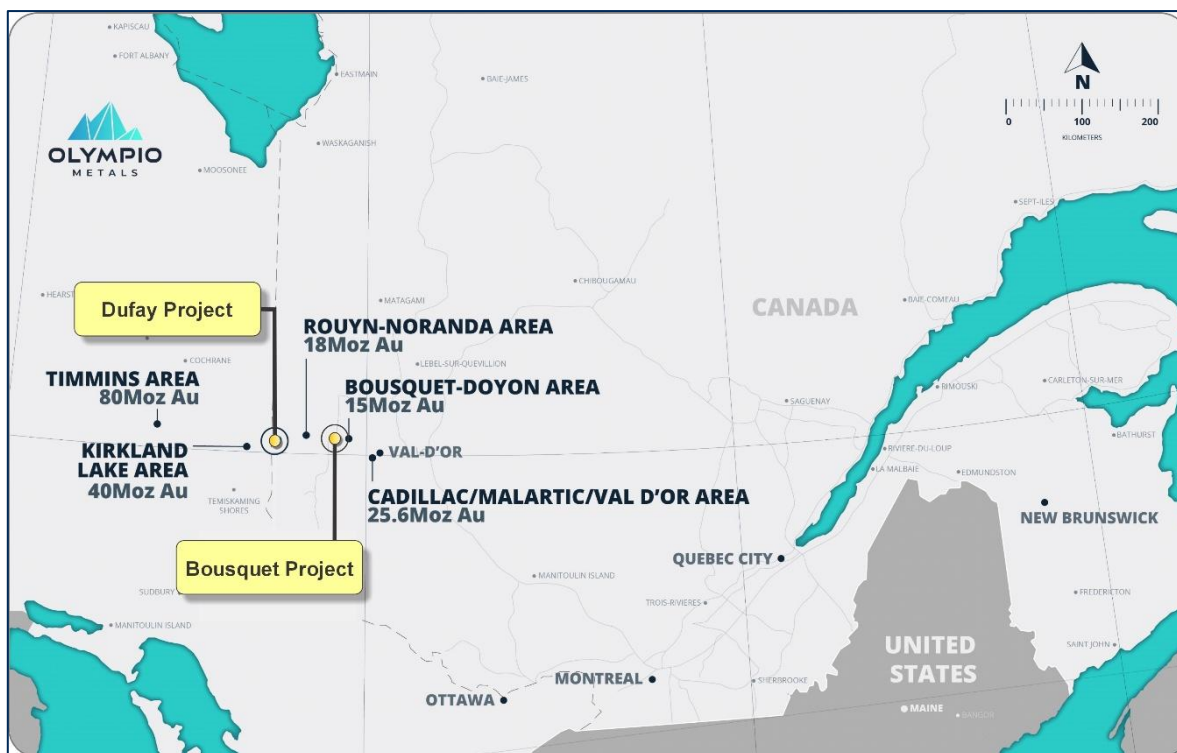 KAPISCAU
FORT ALBANY
EASTMAIN
BAIE-JAMES
N
0 100 200
KILOMETERS
OLYMPIO
METALS
WASKAGANISH
MOOSONEE
SEPT-ILES
CHIBOUGAMAU
HEARST
MATAGAMI
CANADA
BAIE-COMEAU
Dufay Project
ROUYN-NORANDA AREA
18Moz Au
COCHRANE
LEBEL-SUR-QUEVILLION
TIMMINS AREA
80Moz Au
BOUSQUET-DOYON AREA
15Moz Au
RIMOUSKI
CARLETON-SUR-MER
SAGUENAY
BATHURST
KIRKLAND
LAKE AREA
40Moz Au
VAL-D'OR
RIVIERE-DU-LOUP
LA MALBAIE
EDMUNDSTON
TEMISKAMING
SHORES
CADILLAC/MALARTIC/VAL D'OR AREA
25.6Moz Au
NEW BRUNSWICK
Bousquet Project
QUEBEC CITY
MANITOULIN ISLAND
SUDBURY
TROIS-RIVIERES
FREDERICTON
MANITOULIN ISLAND
UNITED
STATES
SAINT JOHN
OTTAWA
MONTREAL
SHERBROOKE
MAINE
BANGOR